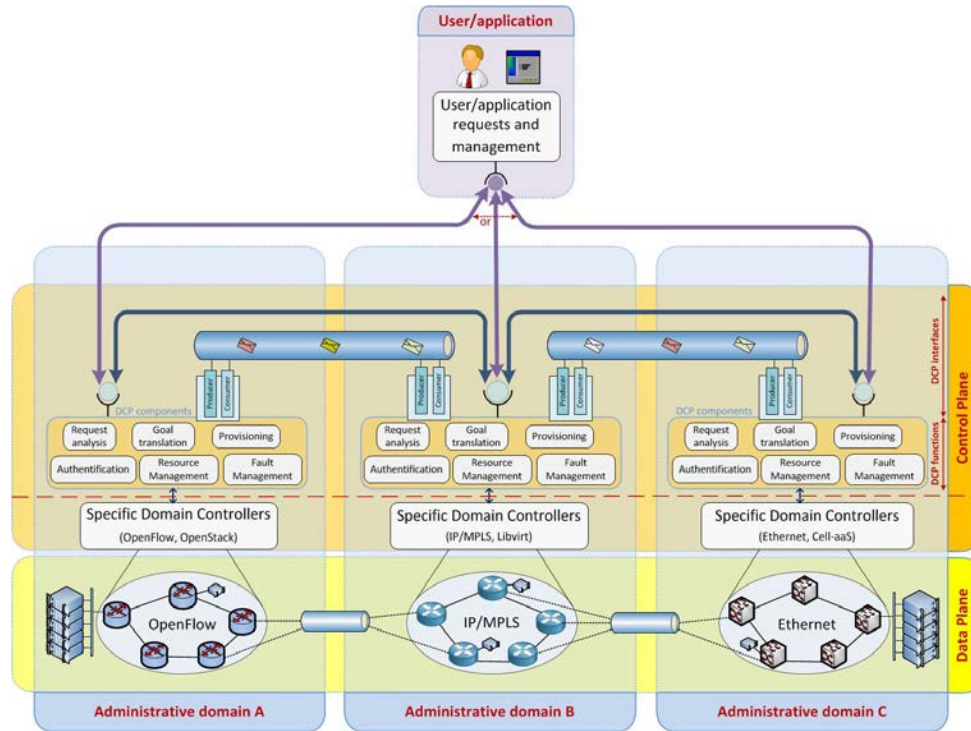 User/application
User/application
requests and
management
or
DCP interfaces
Producer
Consumer
Producer
Consumer
Producer
Consumer
Producer
Consumer
DCP components
DCP components
Request
analysis
Goal
translation
Provisioning
Authentification
Resource
Management
Fault
Management
Request
analysis
Goal
translation
Provisioning
Authentification
Resource
Management
Fault
Management
Request
analysis
Goal
translation
Provisioning
Authentification
Resource
Management
Fault
Management
DCP functions
Control Plane
Specific Domain Controllers
(OpenFlow, OpenStack)
Specific Domain Controllers
(IP/MPLS, Libvirt)
Specific Domain Controllers
(Ethernet, Cell-aaS)
OpenFlow
IP/MPLS
Ethernet
Data Plane
Administrative domain A
Administrative domain B
Administrative domain C